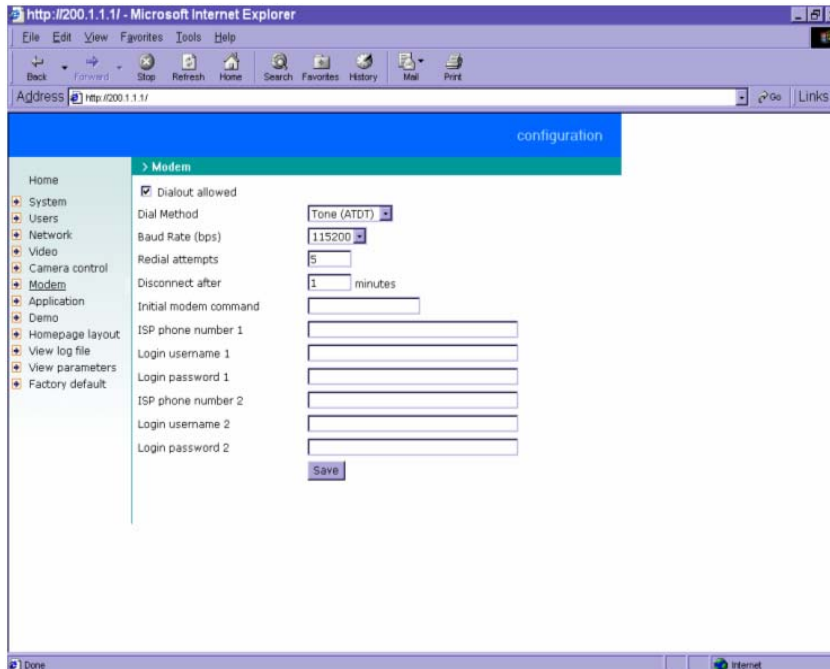 http://200.1.1.1/ - Microsoft Internet Explorer
File Edit View Favorites Tools Help
Back Forward Stop Refresh Home Search Favorites History Mail Print
Address http://200.1.1.1/ Go Links
configuration
Home
System
Users
Network
Video
Camera control
Modem
Application
Demo
Homepage layout
View log file
View parameters
Factory default
> Modem
Dialout allowed
Dial Method Tone (ATDT)
Baud Rate (bps) 115200
Redial attempts 5
Disconnect after 1 minutes
Initial modem command
ISP phone number 1
Login username 1
Login password 1
ISP phone number 2
Login username 2
Login password 2
Save
Done Internet